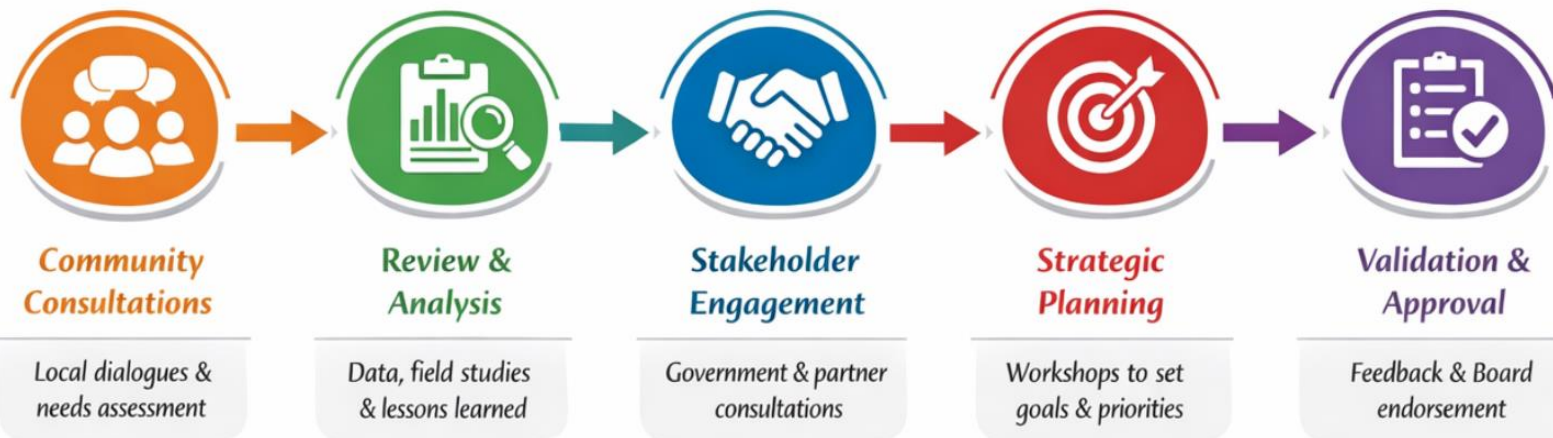 Community
Consultations
Local dialogues &
needs assessment
Review &
Analysis
Data, field studies
& lessons learned
Stakeholder
Engagement
Government & partner
consultations
Strategic
Planning
Workshops to set
goals & priorities
Validation &
Approval
Feedback & Board
endorsement